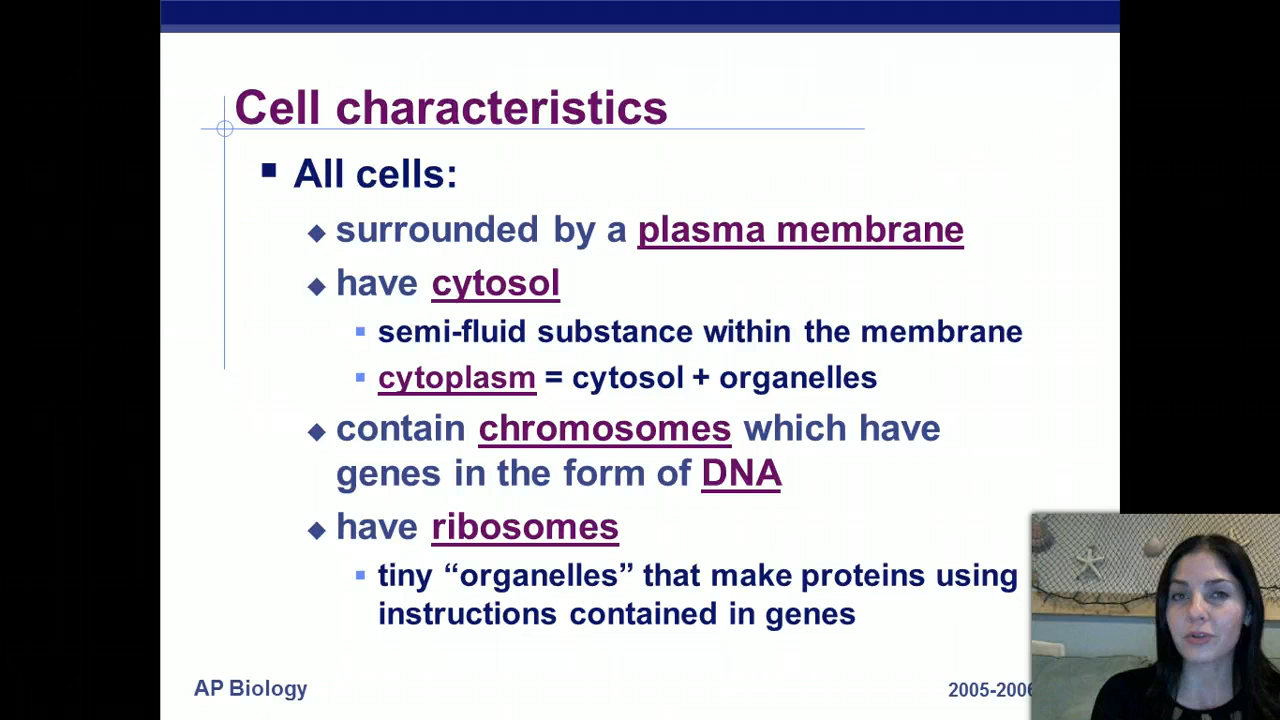 Cell characteristics
All cells:
surrounded by a plasma membrane
have cytosol
semi-fluid substance within the membrane
cytoplasm = cytosol + organelles
contain chromosomes which have
genes in the form of DNA
have ribosomes
tiny “organelles” that make proteins using
instructions contained in genes
AP Biology
2005-2006